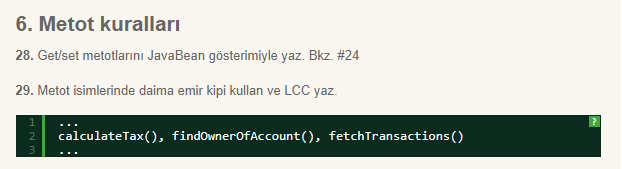 6. Metot kuralları
28. Get/set metotlarını JavaBean gösterimiyle yaz. Bkz. #24
29. Metot isimlerinde daima emir kipi kullan ve LCC yaz.
?
1 ...
2 calculateTax(), findOwnerOfAccount(), fetchTransactions()
3 ...